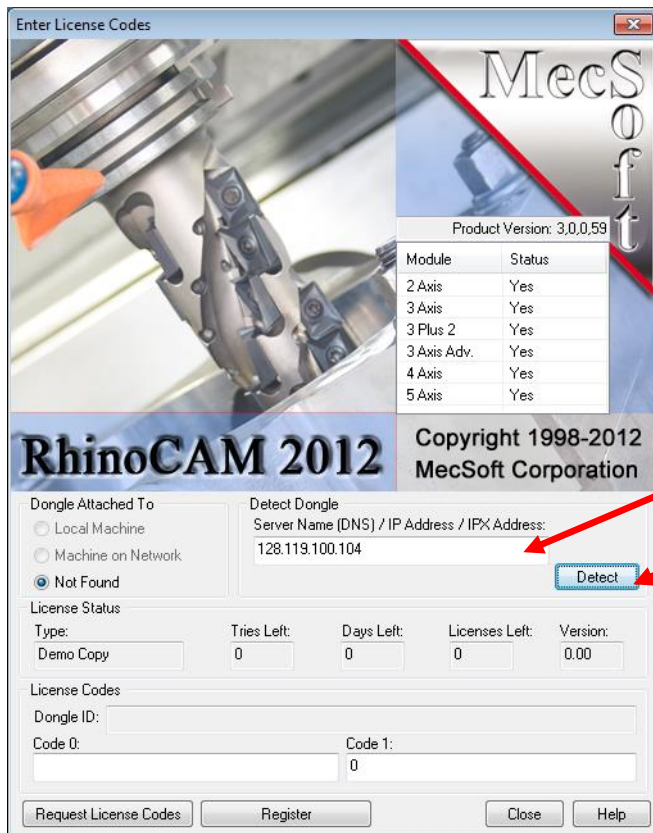 Enter License Codes
MecSoft
Product Version: 3,0,0,59
Module Status
2 Axis Yes
3 Axis Yes
3 Plus 2 Yes
3 Axis Adv. Yes
4 Axis Yes
5 Axis Yes
RhinoCAM 2012
Copyright 1998-2012
MecSoft Corporation
Dongle Attached To
Local Machine
Machine on Network
Not Found
Detect Dongle
Server Name (DNS) / IP Address / IPX Address:
128.119.100.104
Detect
License Status
Type: Tries Left: Days Left: Licenses Left: Version:
Demo Copy 0 0 0 0.00
License Codes
Dongle ID:
Code 0: Code 1:
0
Request License Codes Register Close Help